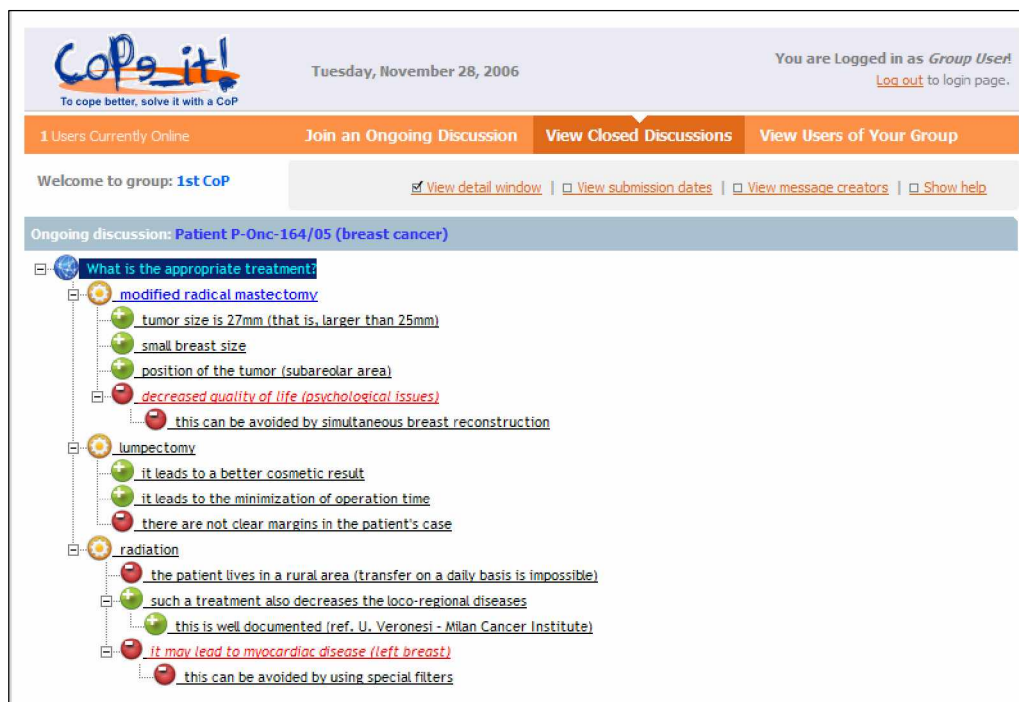 CoPe_it!
To cope better, solve it with a CoP
Tuesday, November 28, 2006
You are Logged in as Group User!
Log out to login page.
1 Users Currently Online
Join an Ongoing Discussion
View Closed Discussions
View Users of Your Group
Welcome to group: 1st CoP
View detail window | View submission dates | View message creators | Show help
Ongoing discussion: Patient P-Onc-164/05 (breast cancer)
What is the appropriate treatment?
modified radical mastectomy
tumor size is 27mm (that is, larger than 25mm)
small breast size
position of the tumor (subareolar area)
decreased quality of life (psychological issues)
this can be avoided by simultaneous breast reconstruction
lumpectomy
it leads to a better cosmetic result
it leads to the minimization of operation time
there are not clear margins in the patient's case
radiation
the patient lives in a rural area (transfer on a daily basis is impossible)
such a treatment also decreases the loco-regional diseases
this is well documented (ref. U. Veronesi - Milan Cancer Institute)
it may lead to myocardiac disease (left breast)
this can be avoided by using special filters